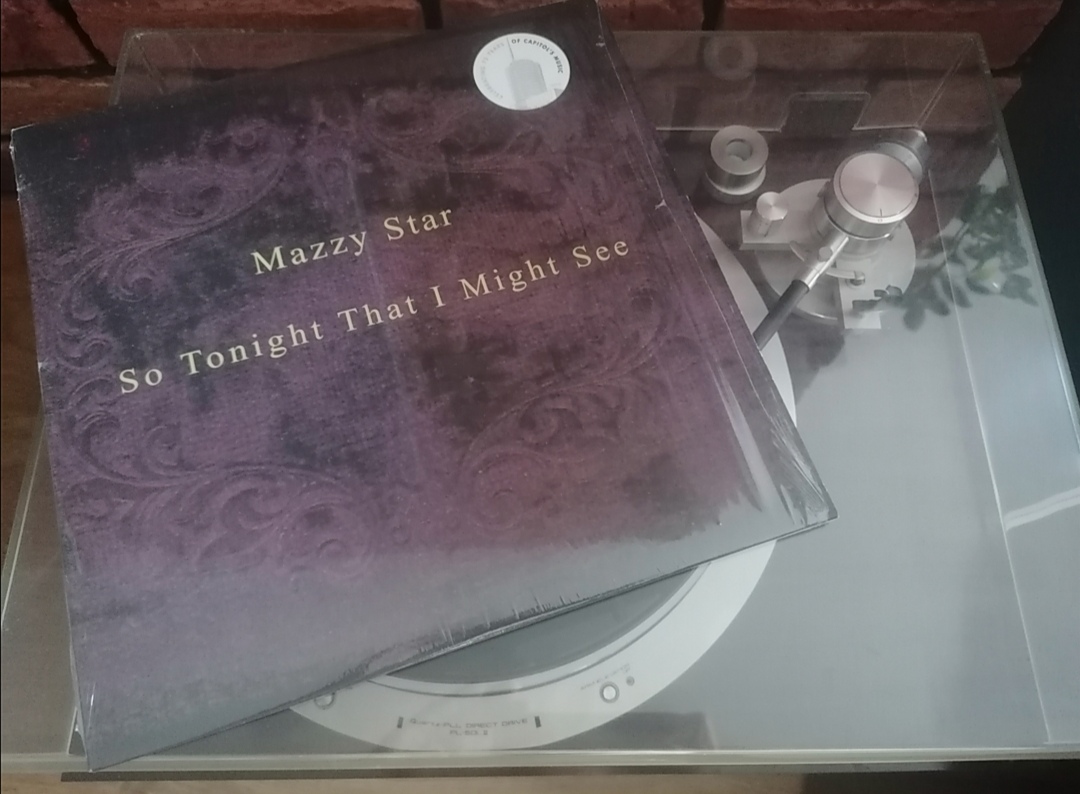 OF CAPITOL'S MUSIC
Mazzy Star
So Tonight That I Might See
Quartz-PLL DIRECT DRIVE